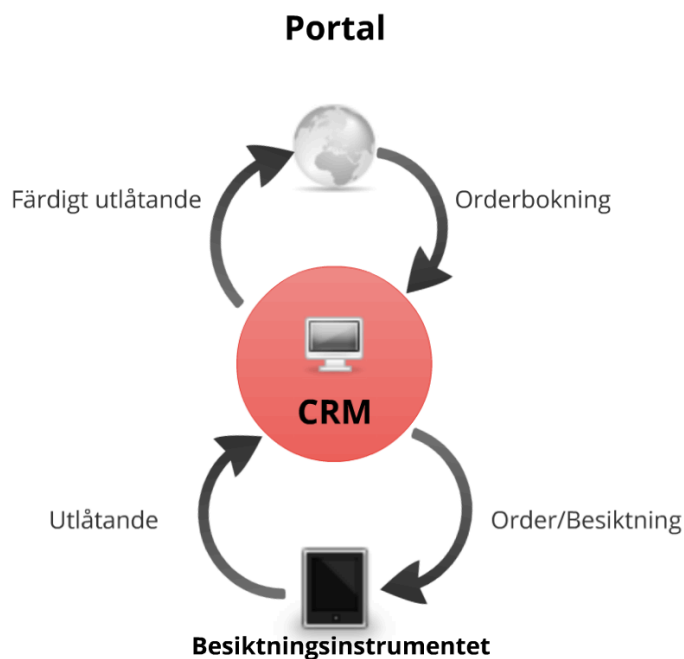 Portal
Färdigt utlåtande
Orderbokning
CRM
Utlåtande
Order/Besiktning
Besiktningsinstrumentet